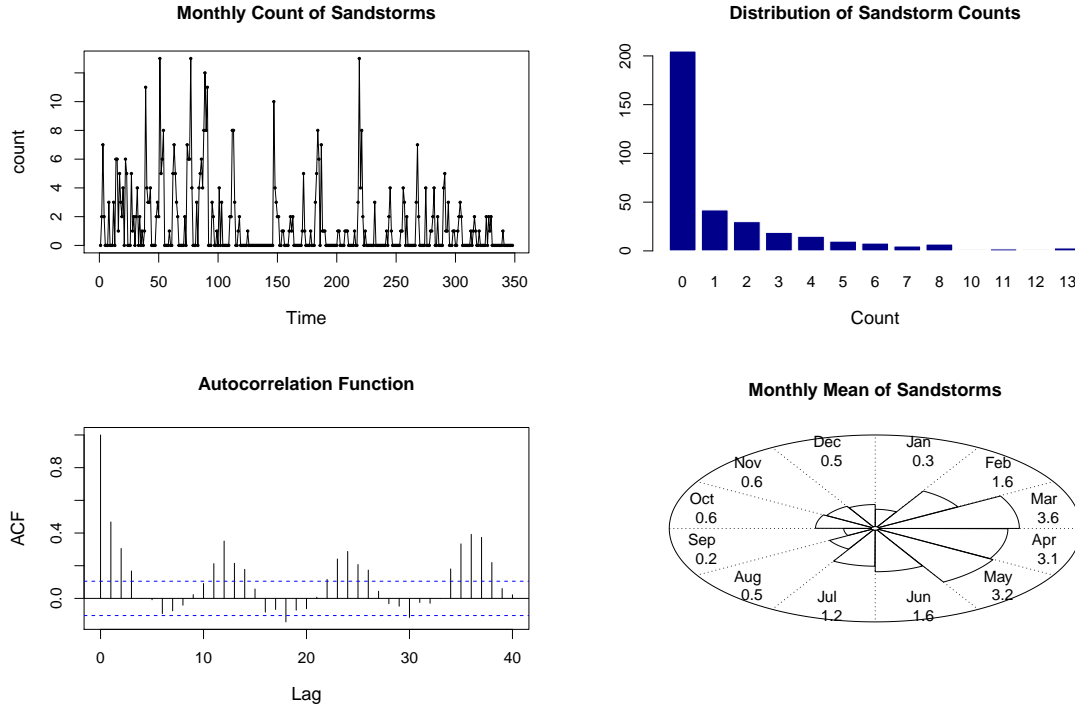 Monthly Count of Sandstorms
count
0 2 4 6 8 10
0 50 100 150 200 250 300 350
Time
Distribution of Sandstorm Counts
0 50 100 150 200
0 1 2 3 4 5 6 7 8 10 11 12 13
Count
Autocorrelation Function
ACF
0.0 0.4 0.8
0 10 20 30 40
Lag
Monthly Mean of Sandstorms
Jan
0.3
Feb
1.6
Mar
3.6
Apr
3.1
May
3.2
Jun
1.6
Jul
1.2
Aug
0.5
Sep
0.2
Oct
0.6
Nov
0.6
Dec
0.5